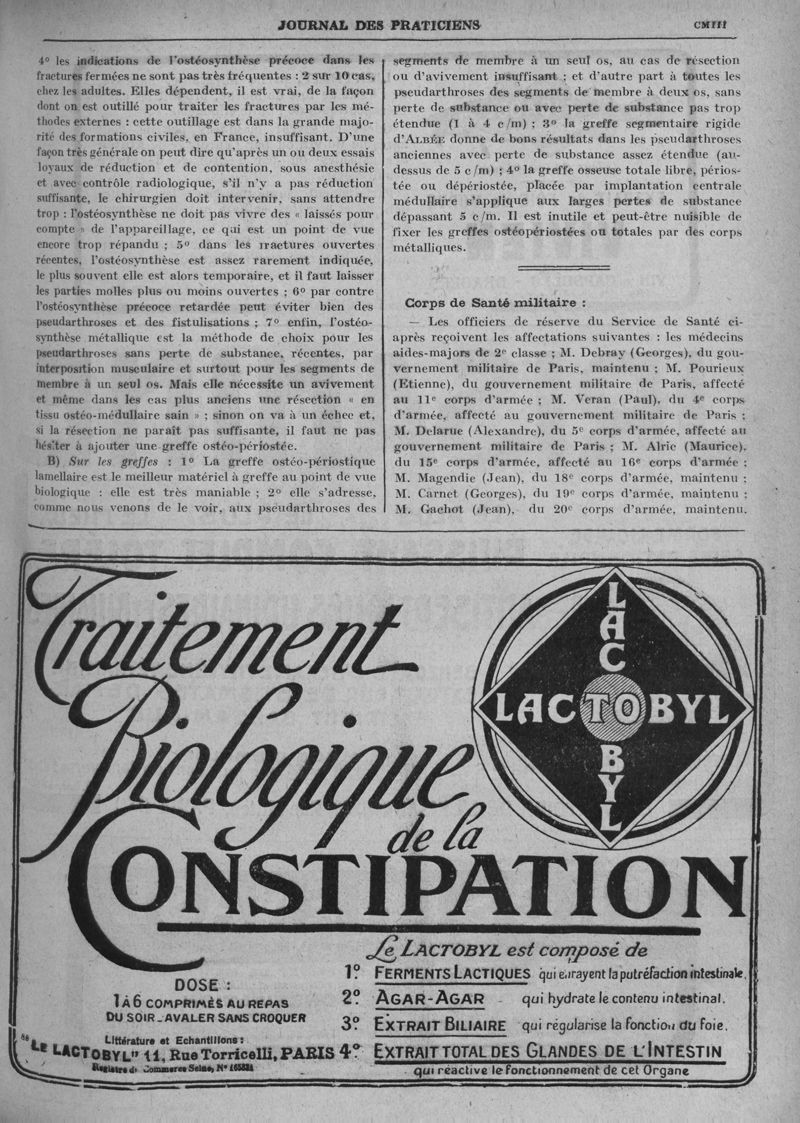 JOURNAL DES PRATICIENS
CMIII
4° les indications de l'ostéosynthèse précoce dans les
fractures fermées ne sont pas très fréquentes : 2 sur 10 cas,
chez les adultes. Elles dépendent, il est vrai, de la façon
dont on est outillé pour traiter les fractures par les mé-
thodes externes : cette outillage est dans la grande majo-
rité des formations civiles, en France, insuffisant. D'une
façon très générale on peut dire qu'après un ou deux essais
loyaux de réduction et de contention, sous anesthésie
et avec contrôle radiologique, s'il n'y a pas réduction
suffisante, le chirurgien doit intervenir, sans attendre
trop : l'ostéosynthèse ne doit pas vivre des « laissés pour
compte » de l'appareillage, ce qui est un point de vue
encore trop répandu ; 5° dans les fractures ouvertes
récentes, l'ostéosynthèse est assez rarement indiquée,
le plus souvent elle est alors temporaire, et il faut laisser
les parties molles plus ou moins ouvertes ; 6° par contre
l'ostéosynthèse précoce retardée peut éviter bien des
pseudarthroses et des fistulisations ; 7° enfin, l'ostéo-
synthèse métallique est la méthode de choix pour les
pseudarthroses sans perte de substance, récentes, par
interposition musculaire et surtout pour les segments de
membre à un seul os. Mais elle nécessite un avivement
et même dans les cas plus anciens une résection « en
tissu ostéo-médullaire sain » ; sinon on va à un échec et,
si la résection ne paraît pas suffisante, il faut ne pas
hésiter à ajouter une greffe ostéo-périostée.
B) Sur les greffes : 1° La greffe ostéo-périostique
lamellaire est le meilleur matériel à greffe au point de vue
biologique : elle est très maniable ; 2° elle s'adresse,
comme nous venons de le voir, aux pseudarthroses des
segments de membre à un seul os, au cas de résection
ou d'avivement insuffisant ; et d'autre part à toutes les
pseudarthroses des segments de membre à deux os, sans
perte de substance ou avec perte de substance pas trop
étendue (1 à 4 c/m) ; 3° la greffe segmentaire rigide
d'ALBÉE donne de bons résultats dans les pseudarthroses
anciennes avec perte de substance assez étendue (au-
dessus de 5 c/m) ; 4° la greffe osseuse totale libre, périos-
tée ou dépériostée, placée par implantation centrale
médullaire s'applique aux larges pertes de substance
dépassant 5 c/m. Il est inutile et peut-être nuisible de
fixer les greffes ostéopériostées ou totales par des corps
métalliques.
Corps de Santé militaire :
— Les officiers de réserve du Service de Santé ci-
après reçoivent les affectations suivantes : les médecins
aides-majors de 2e classe ; M. Debray (Georges), du gou-
vernement militaire de Paris, maintenu ; M. Pourieux
(Etienne), du gouvernement militaire de Paris, affecté
au 11e corps d'armée ; M. Veran (Paul), du 4e corps
d'armée, affecté au gouvernement militaire de Paris ;
M. Delarue (Alexandre), du 5e corps d'armée, affecté au
gouvernement militaire de Paris ; M. Alric (Maurice),
du 15e corps d'armée, affecté au 16e corps d'armée ;
M. Magendie (Jean), du 18e corps d'armée, maintenu ;
M. Carnet (Georges), du 19e corps d'armée, maintenu ;
M. Gachot (Jean), du 20e corps d'armée, maintenu.
Traitement
Biologique
de la
CONSTIPATION
LACTOBYL
LACTOBYL
Le LACTOBYL est composé de
1° FERMENTS LACTIQUES qui enrayent la putréfaction intestinale.
2° AGAR-AGAR - qui hydrate le contenu intestinal.
3° EXTRAIT BILIAIRE qui régularise la fonction du foie.
4° EXTRAIT TOTAL DES GLANDES DE L'INTESTIN
qui réactive le fonctionnement de cet Organe
DOSE :
1 À 6 COMPRIMÉS AU REPAS
DU SOIR_AVALER SANS CROQUER
Littérature et Echantillons :
"LE LACTOBYL" 11, Rue Torricelli, PARIS
Registre du Commerce Seine, N°